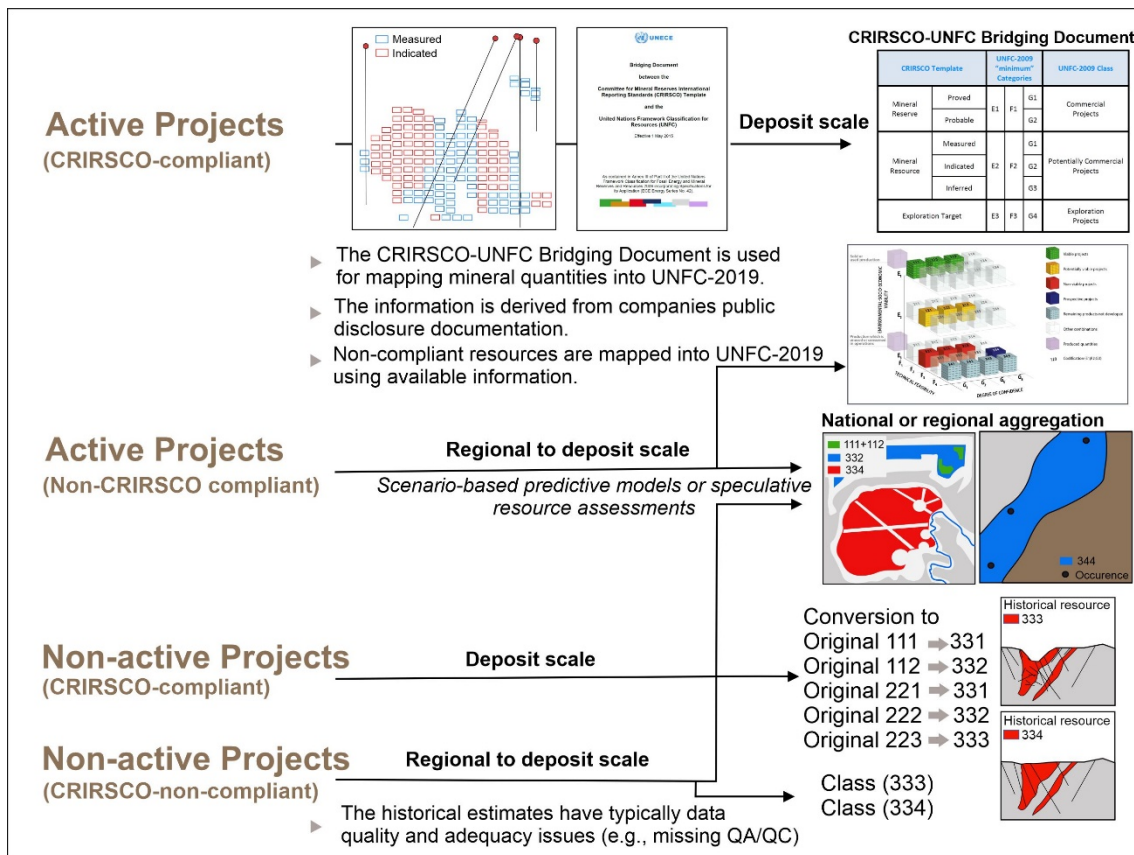 Measured
Indicated
UNECE
Bridging Document
between the
Committee for Mineral Reserves International
Reporting Standards (CRIRSCO) Template
and the
United Nations Framework Classification for
Resources (UNFC)
CRIRSCO-UNFC Bridging Document
CRIRSCO Template
UNFC-2009
"minimum"
Categories
UNFC-2009 Class
Mineral
Reserve
Proved
Probable
E1
F1
G1
G2
Commercial
Projects
Mineral
Resource
Measured
Indicated
Inferred
E2
F2
G1
G2
G3
Potentially Commercial
Projects
Exploration Target
E3
F3
G4
Exploration
Projects
Active Projects
(CRIRSCO-compliant)
Deposit scale
The CRIRSCO-UNFC Bridging Document is used
for mapping mineral quantities into UNFC-2019.
The information is derived from companies public
disclosure documentation.
Non-compliant resources are mapped into UNFC-2019
using available information.
TECHNICAL FEASIBILITY
DEGREE OF CONFIDENCE
Active Projects
(Non-CRIRSCO compliant)
Regional to deposit scale
Scenario-based predictive models or speculative
resource assessments
National or regional aggregation
111+112
332
334
344
Occurence
Non-active Projects
(CRIRSCO-compliant)
Deposit scale
Conversion to
Original 111 → 331
Original 112 → 332
Original 221 → 331
Original 222 → 332
Original 223 → 333
Historical resource
333
Historical resource
334
Non-active Projects
(CRIRSCO-non-compliant)
Regional to deposit scale
The historical estimates have typically data
quality and adequacy issues (e.g., missing QA/QC)
Class (333)
Class (334)